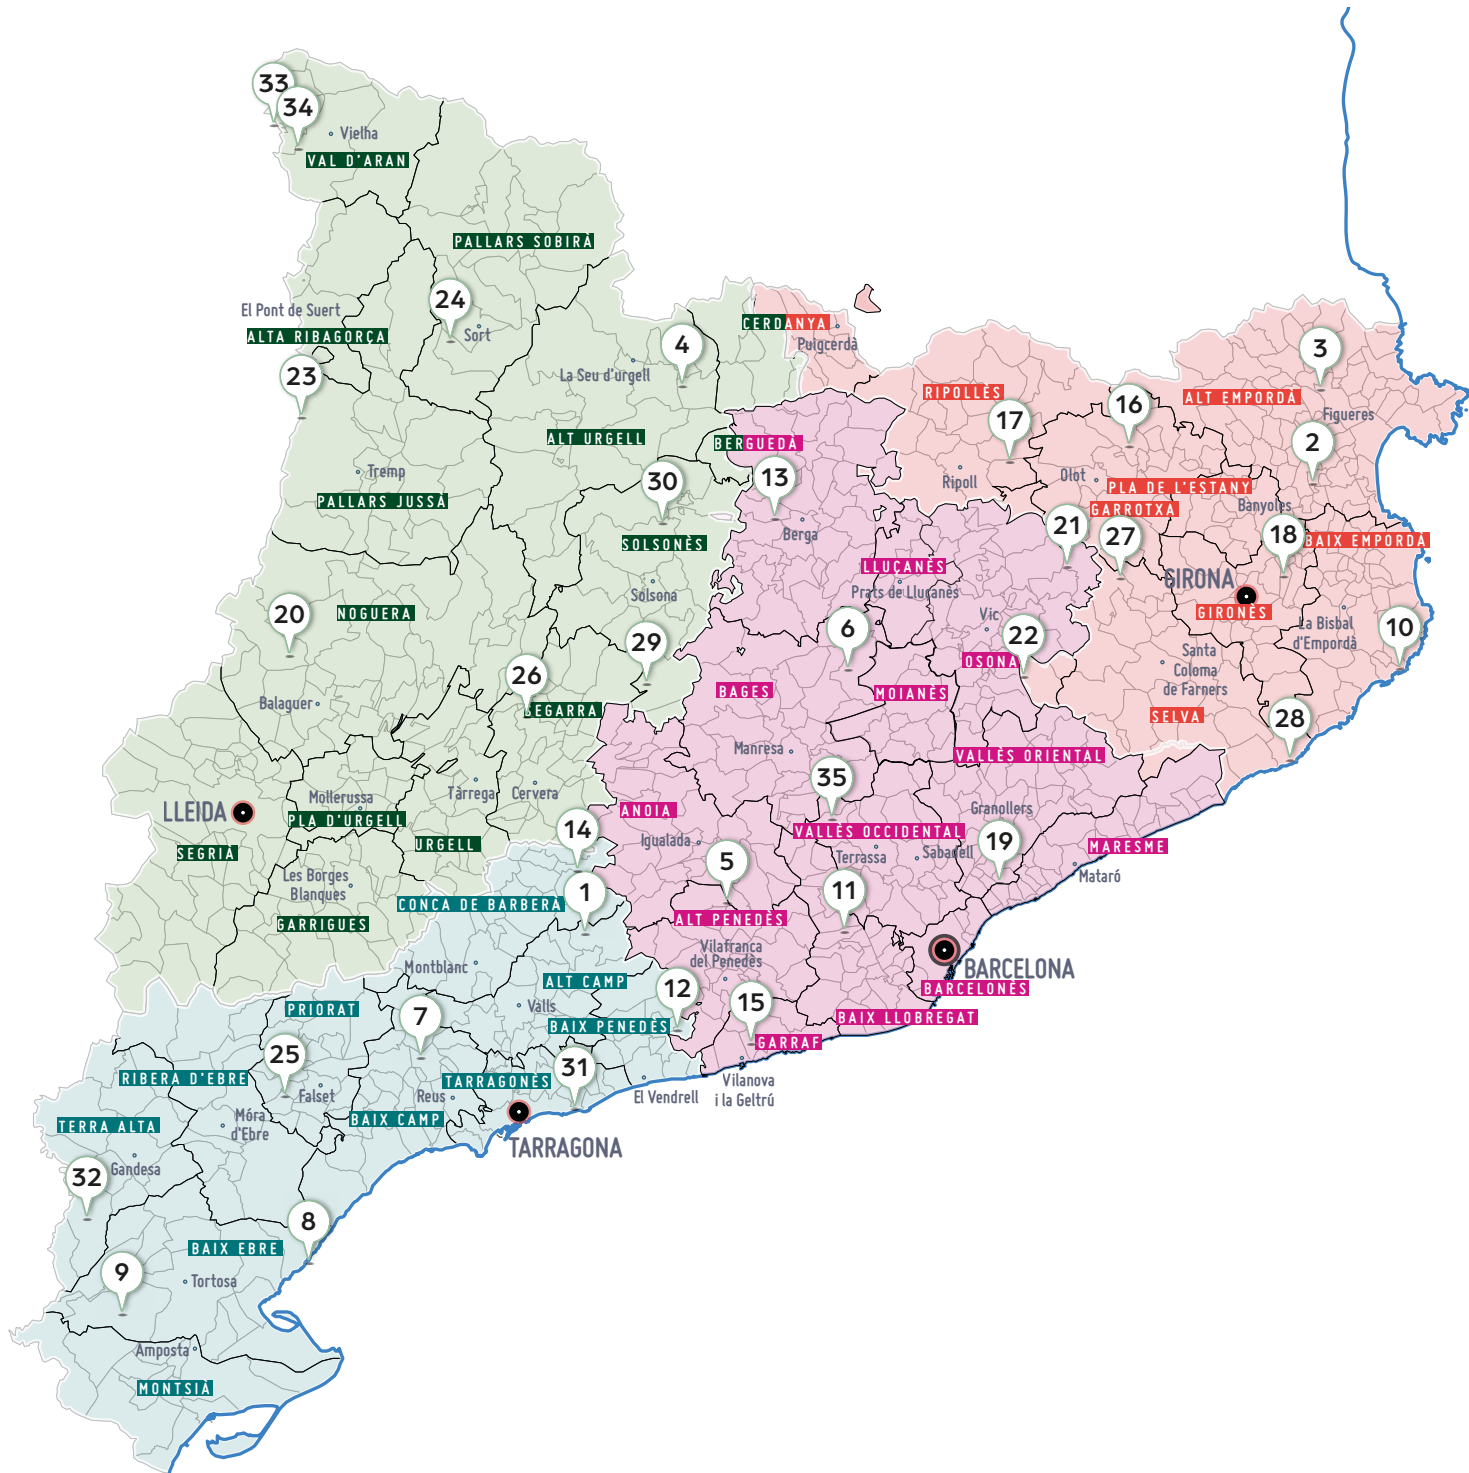 33
34
Vielha
VAL D'ARAN
PALLARS SOBIRÀ
24
Sort
El Pont de Suert
ALTA RIBAGORÇA
23
4
La Seu d'urgell
CERDANYA
Puigcerdà
3
ALT EMPORDÀ
Figueres
RIPOLLÈS
17
16
2
ALT URGELL
BERGUEDÀ
13
30
Tremp
PALLARS JUSSÀ
Ripoll
Olot
PLA DE L'ESTANY
Banyoles
GARROTXA
21
27
18
BAIX EMPORDÀ
Berga
SOLSONÈS
LLUÇANÈS
Prats de Lluçanès
GIRONA
GIRONÈS
Solsona
20
NOGUERA
6
Vic
22
La Bisbal
d'Empordà
10
29
26
OSONA
Santa
Coloma
de Farners
BAGES
MOIANÈS
Balaguer
SEGARRA
SELVA
28
Manresa
VALLÈS ORIENTAL
35
LLEIDA
Mollerussa
PLA D'URGELL
Tàrrega
Cervera
ANOIA
Granollers
SEGRIÀ
URGELL
14
Igualada
VALLÈS OCCIDENTAL
Terrassa
Sabadell
19
MARESME
Mataró
5
Les Borges
Blanques
GARRIGUES
CONCA DE BARBERÀ
1
11
ALT PENEDÈS
Vilafranca
del Penedès
BARCELONA
BARCELONÈS
Montblanc
ALT CAMP
12
15
BAIX LLOBREGAT
GARRAF
PRIORAT
7
Valls
BAIX PENEDÈS
25
31
RIBERA D'EBRE
Falset
TARRAGONÈS
Reus
El Vendrell
Vilanova
i la Geltrú
TERRA ALTA
Móra
d'Ebre
BAIX CAMP
TARRAGONA
Gandesa
32
8
BAIX EBRE
9
Tortosa
Amposta
MONTSIÀ